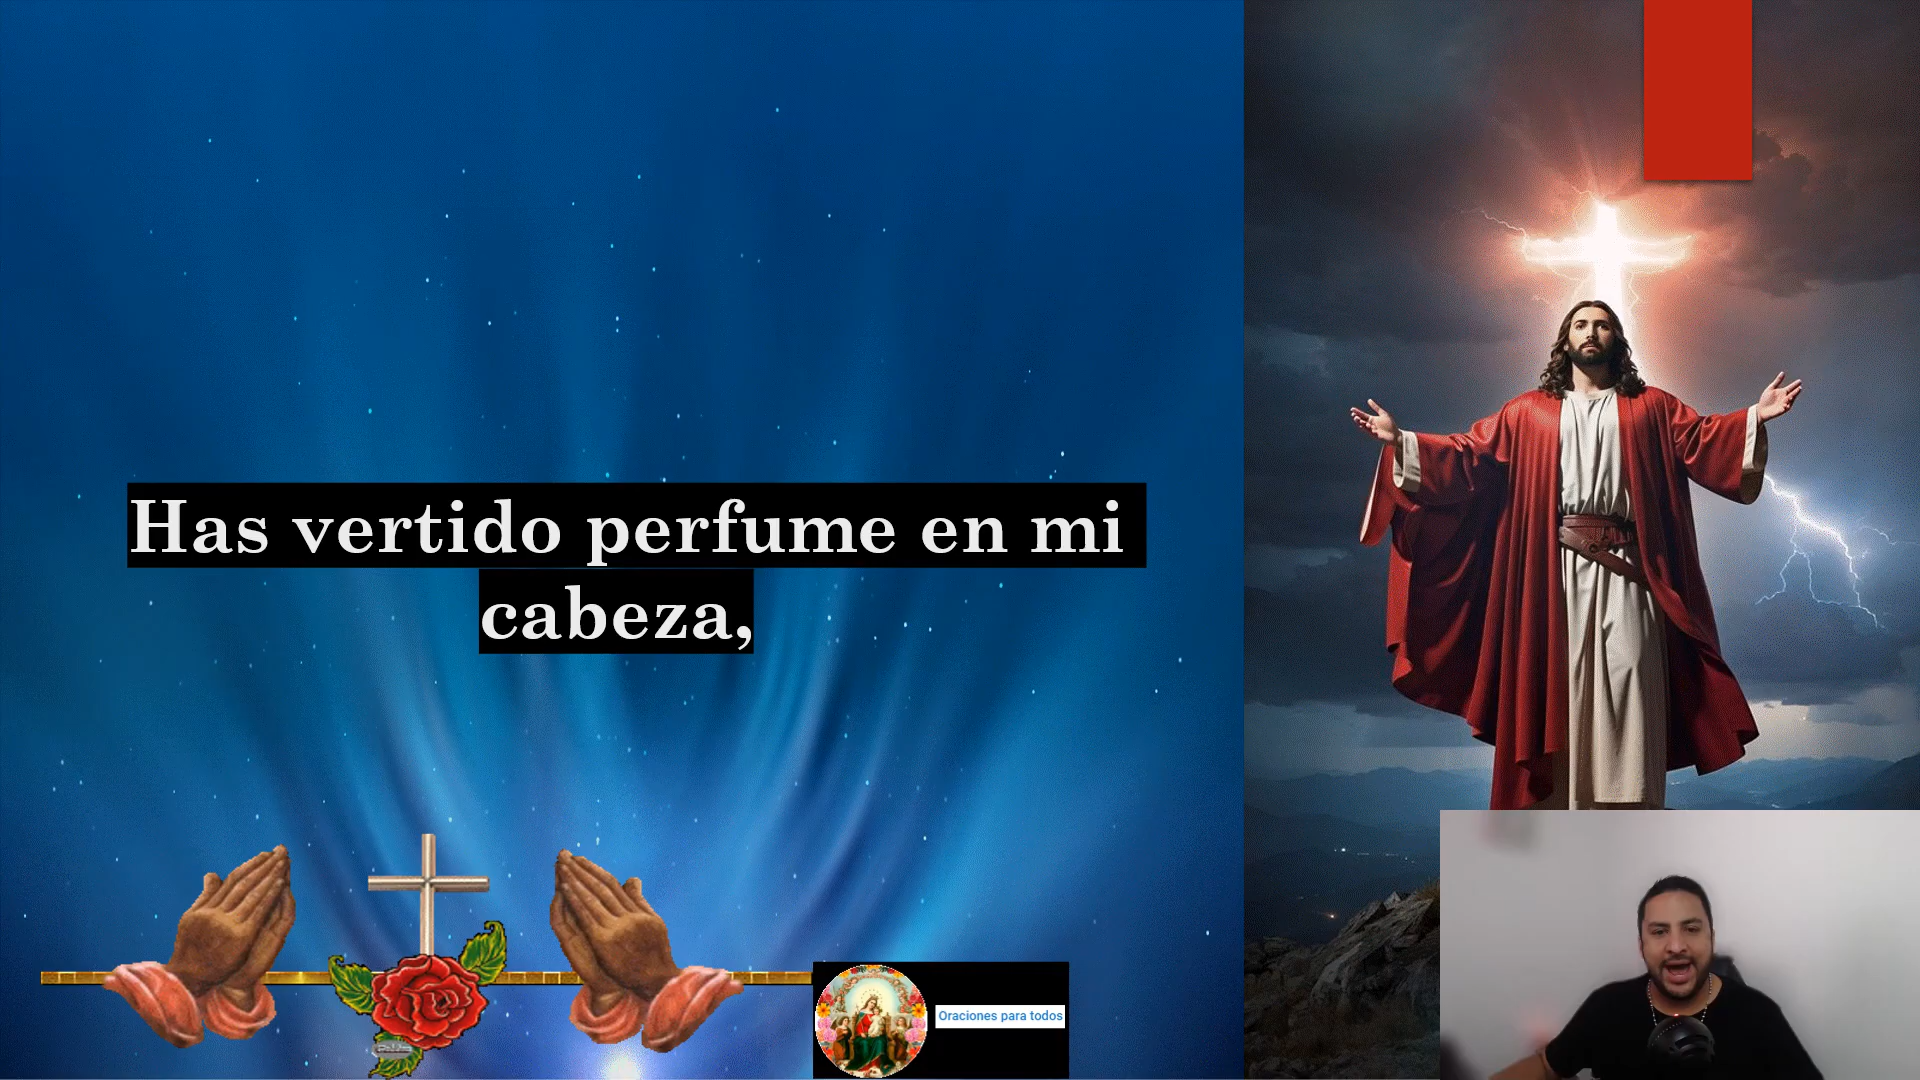 Has vertido perfume en mi
cabeza,
Oraciones para todos